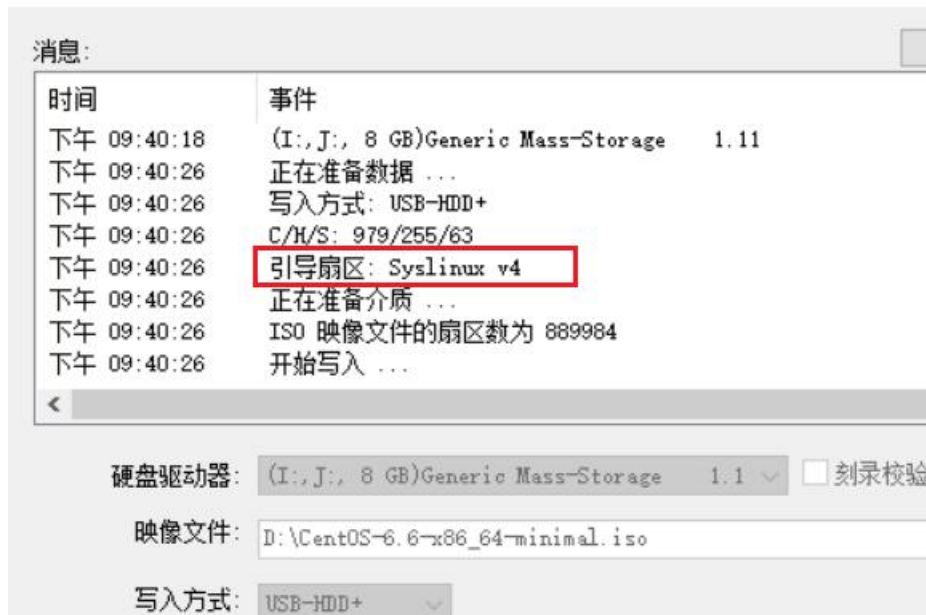 消息:
时间 事件
下午 09:40:18 (I:,J:, 8 GB)Generic Mass-Storage 1.11
下午 09:40:26 正在准备数据 ...
下午 09:40:26 写入方式: USB-HDD+
下午 09:40:26 C/H/S: 979/255/63
下午 09:40:26 引导扇区: Syslinux v4
下午 09:40:26 正在准备介质 ...
下午 09:40:26 ISO 映像文件的扇区数为 889984
下午 09:40:26 开始写入 ...
硬盘驱动器: (I:,J:, 8 GB)Generic Mass-Storage 1.1 刻录校验
映像文件: D:\CentOS-6.6-x86_64-minimal.iso
写入方式: USB-HDD+